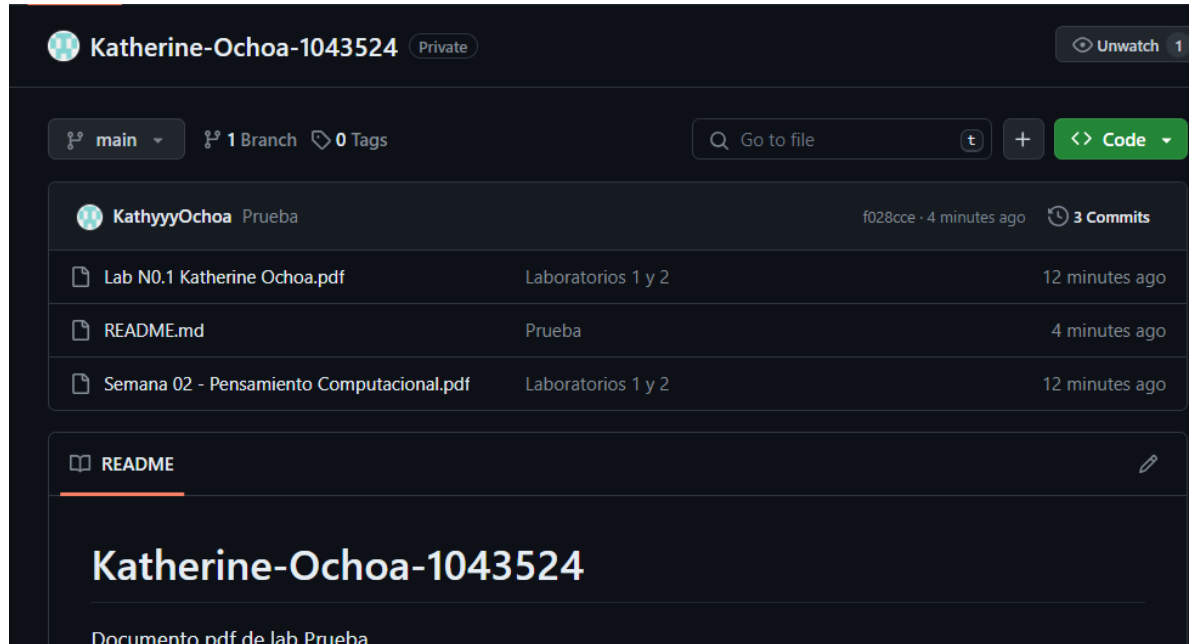 Katherine-Ochoa-1043524 Private Unwatch 1
main 1 Branch 0 Tags Go to file t + <> Code
KathyyyOchoa Prueba f028cce · 4 minutes ago 3 Commits
Lab N0.1 Katherine Ochoa.pdf Laboratorios 1 y 2 12 minutes ago
README.md Prueba 4 minutes ago
Semana 02 - Pensamiento Computacional.pdf Laboratorios 1 y 2 12 minutes ago
README
Katherine-Ochoa-1043524
Documento pdf de lab Prueba